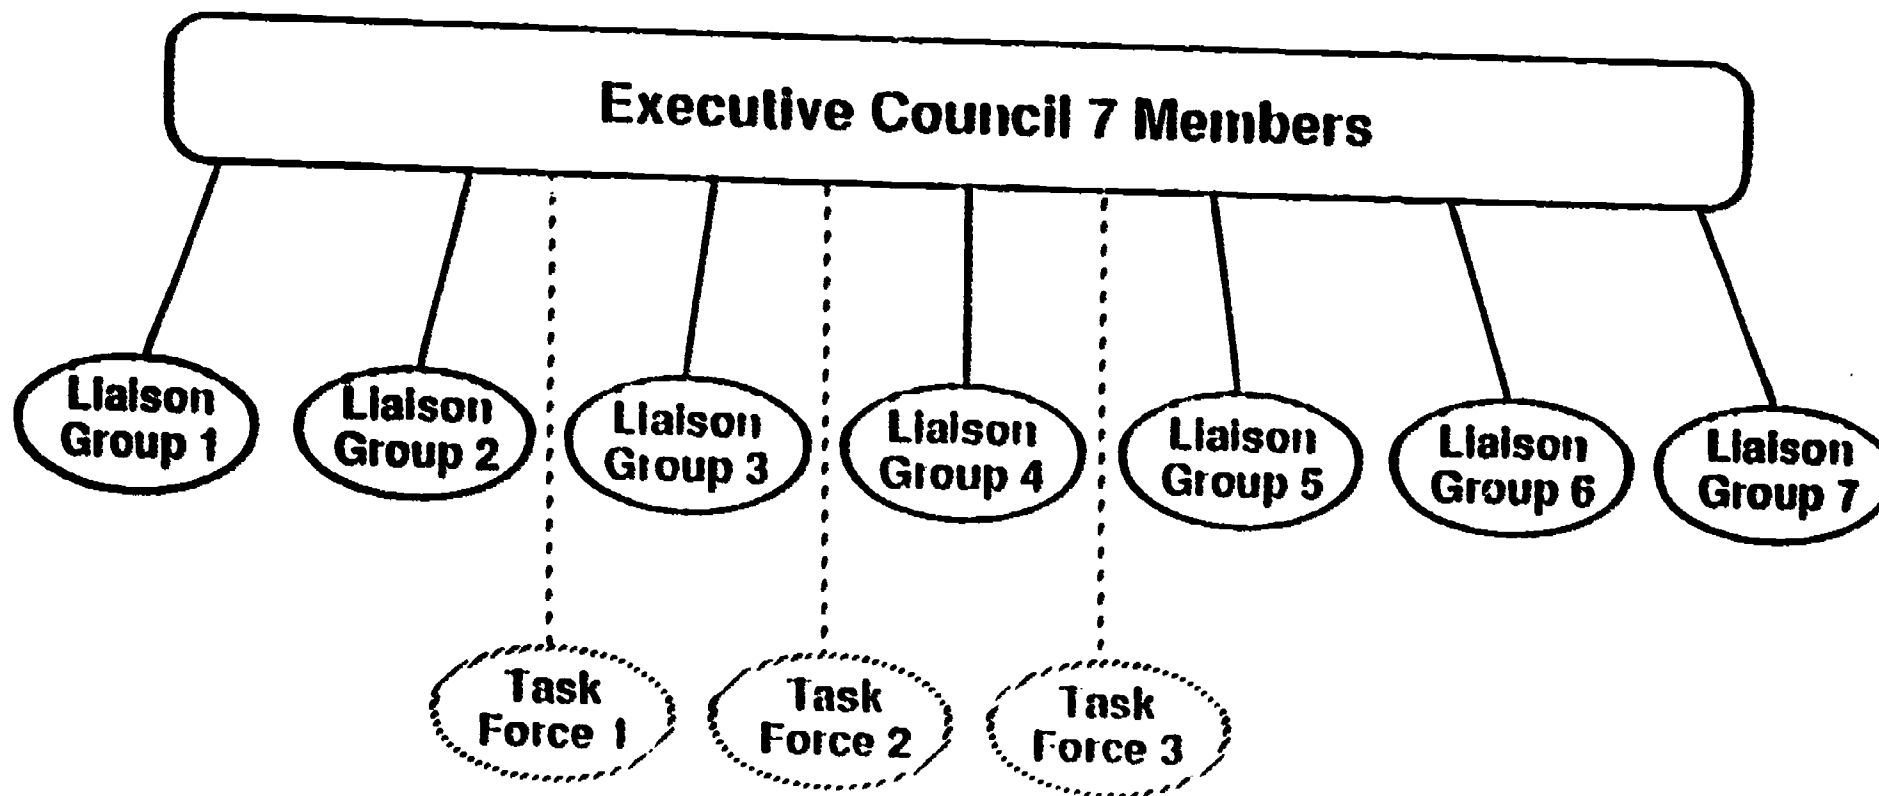 Executive Council 7 Members
Liaison
Group 1
Liaison
Group 2
Liaison
Group 3
Liaison
Group 4
Liaison
Group 5
Liaison
Group 6
Liaison
Group 7
Task
Force 1
Task
Force 2
Task
Force 3